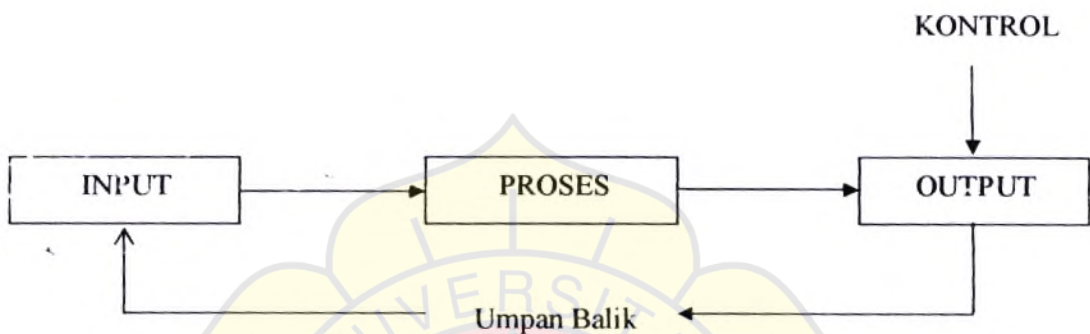 KONTROL
INPUT
PROSES
OUTPUT
Umpan Balik